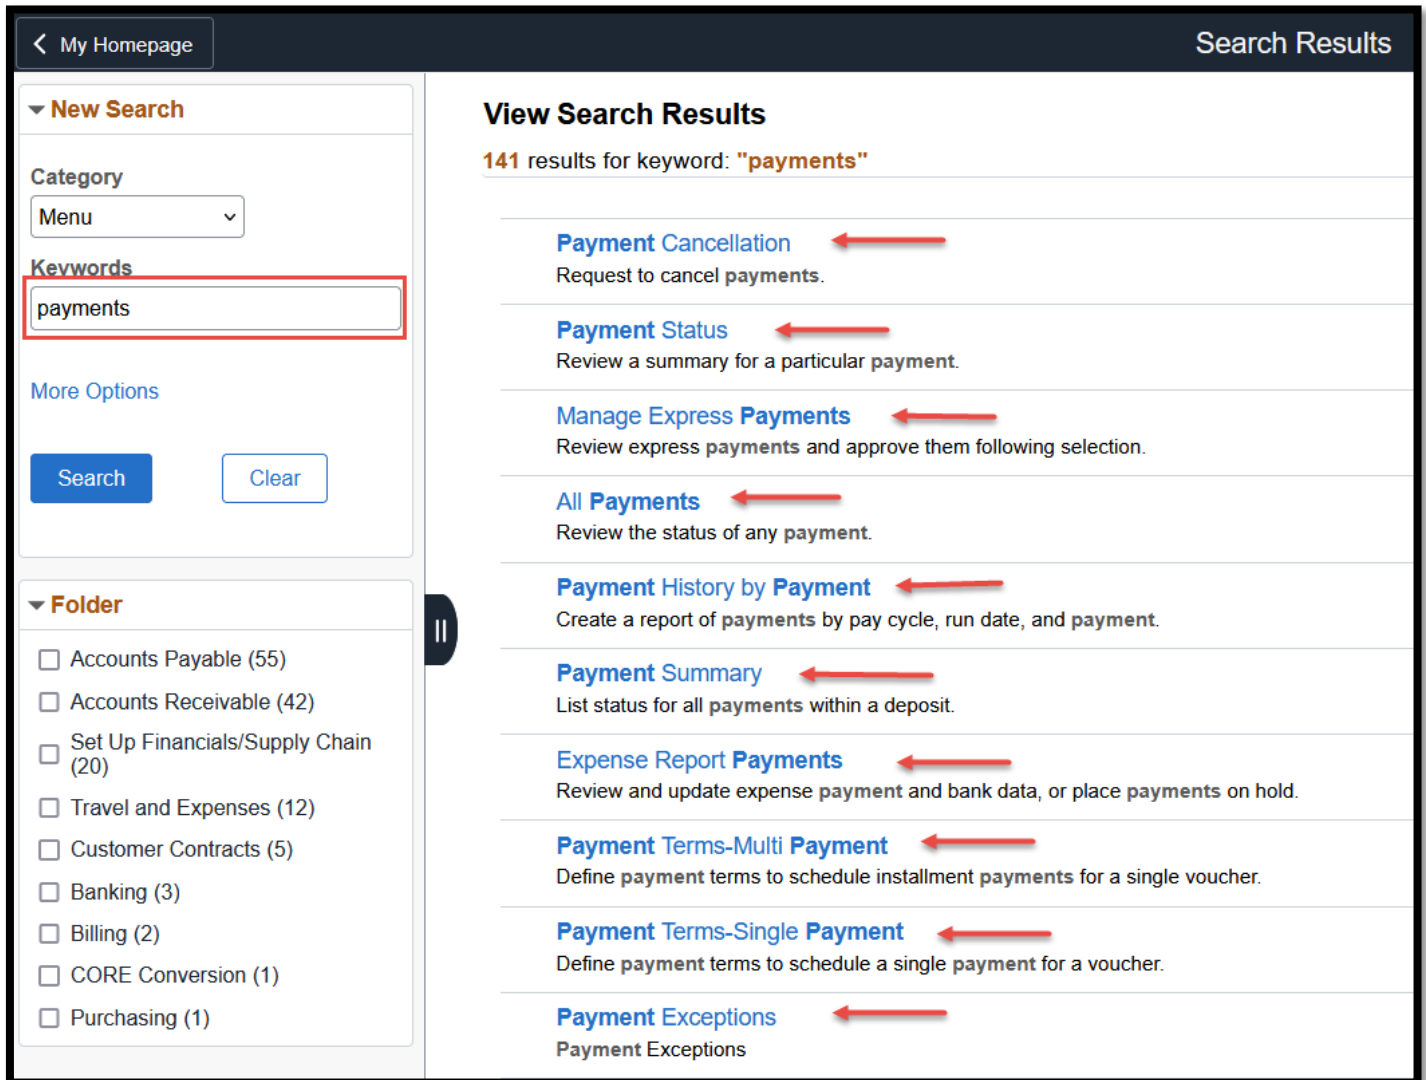 My Homepage
Search Results
New Search
Category
Menu
Keywords
payments
More Options
Search
Clear
Folder
Accounts Payable (55)
Accounts Receivable (42)
Set Up Financials/Supply Chain
(20)
Travel and Expenses (12)
Customer Contracts (5)
Banking (3)
Billing (2)
CORE Conversion (1)
Purchasing (1)
View Search Results
141 results for keyword: "payments"
Payment Cancellation
Request to cancel payments.
Payment Status
Review a summary for a particular payment.
Manage Express Payments
Review express payments and approve them following selection.
All Payments
Review the status of any payment.
Payment History by Payment
Create a report of payments by pay cycle, run date, and payment.
Payment Summary
List status for all payments within a deposit.
Expense Report Payments
Review and update expense payment and bank data, or place payments on hold.
Payment Terms-Multi Payment
Define payment terms to schedule installment payments for a single voucher.
Payment Terms-Single Payment
Define payment terms to schedule a single payment for a voucher.
Payment Exceptions
Payment Exceptions